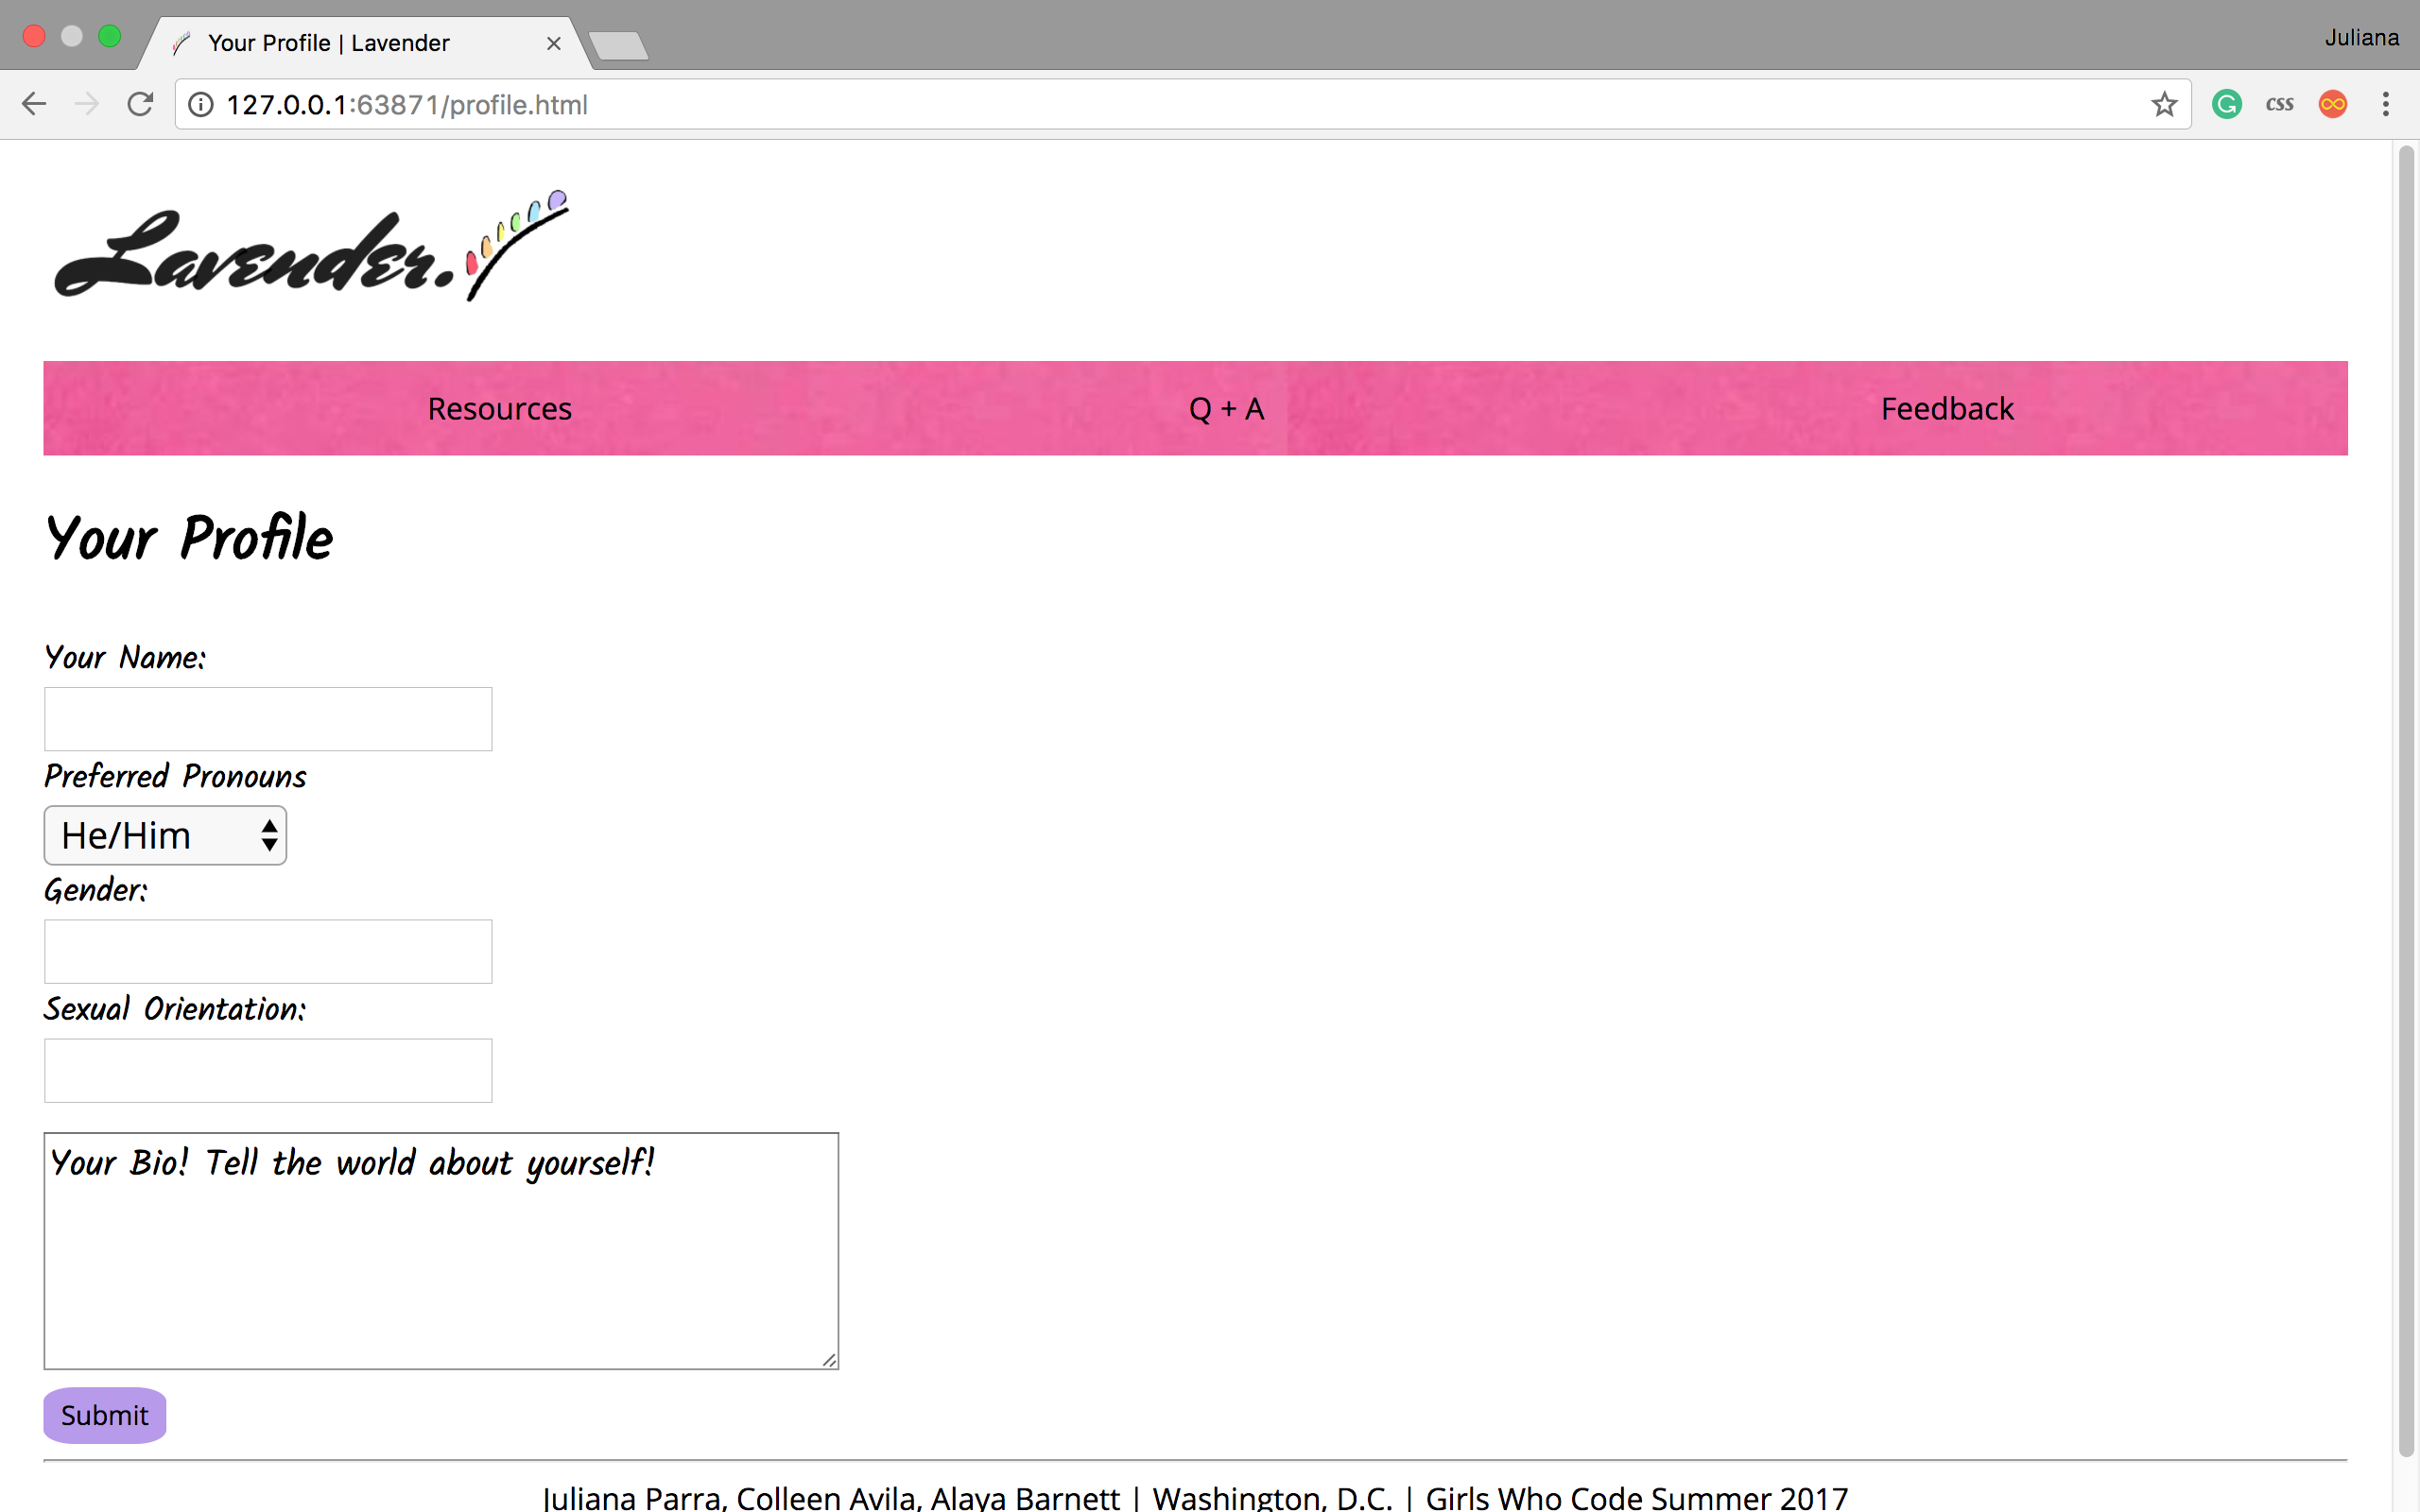 Your Profile | Lavender
Juliana
127.0.0.1:63871/profile.html
css
Lavender.
Resources Q + A Feedback
Your Profile
Your Name:
Preferred Pronouns
He/Him
Gender:
Sexual Orientation:
Your Bio! Tell the world about yourself!
Submit
Juliana Parra, Colleen Avila, Alaya Barnett | Washington, D.C. | Girls Who Code Summer 2017